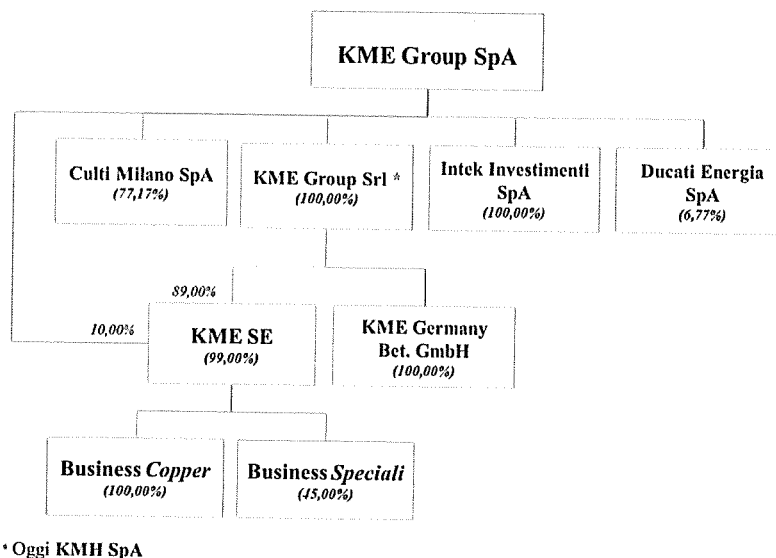 KME Group SpA
Culti Milano SpA
(77,17%)
KME Group Srl *
(100,00%)
Intek Investimenti
SpA
(100,00%)
Ducati Energia
SpA
(6,77%)
89,00%
10,00%
KME SE
(99,00%)
KME Germany
Bet. GmbH
(100,00%)
Business Copper
(100,00%)
Business Speciali
(45,00%)
* Oggi KMH SpA